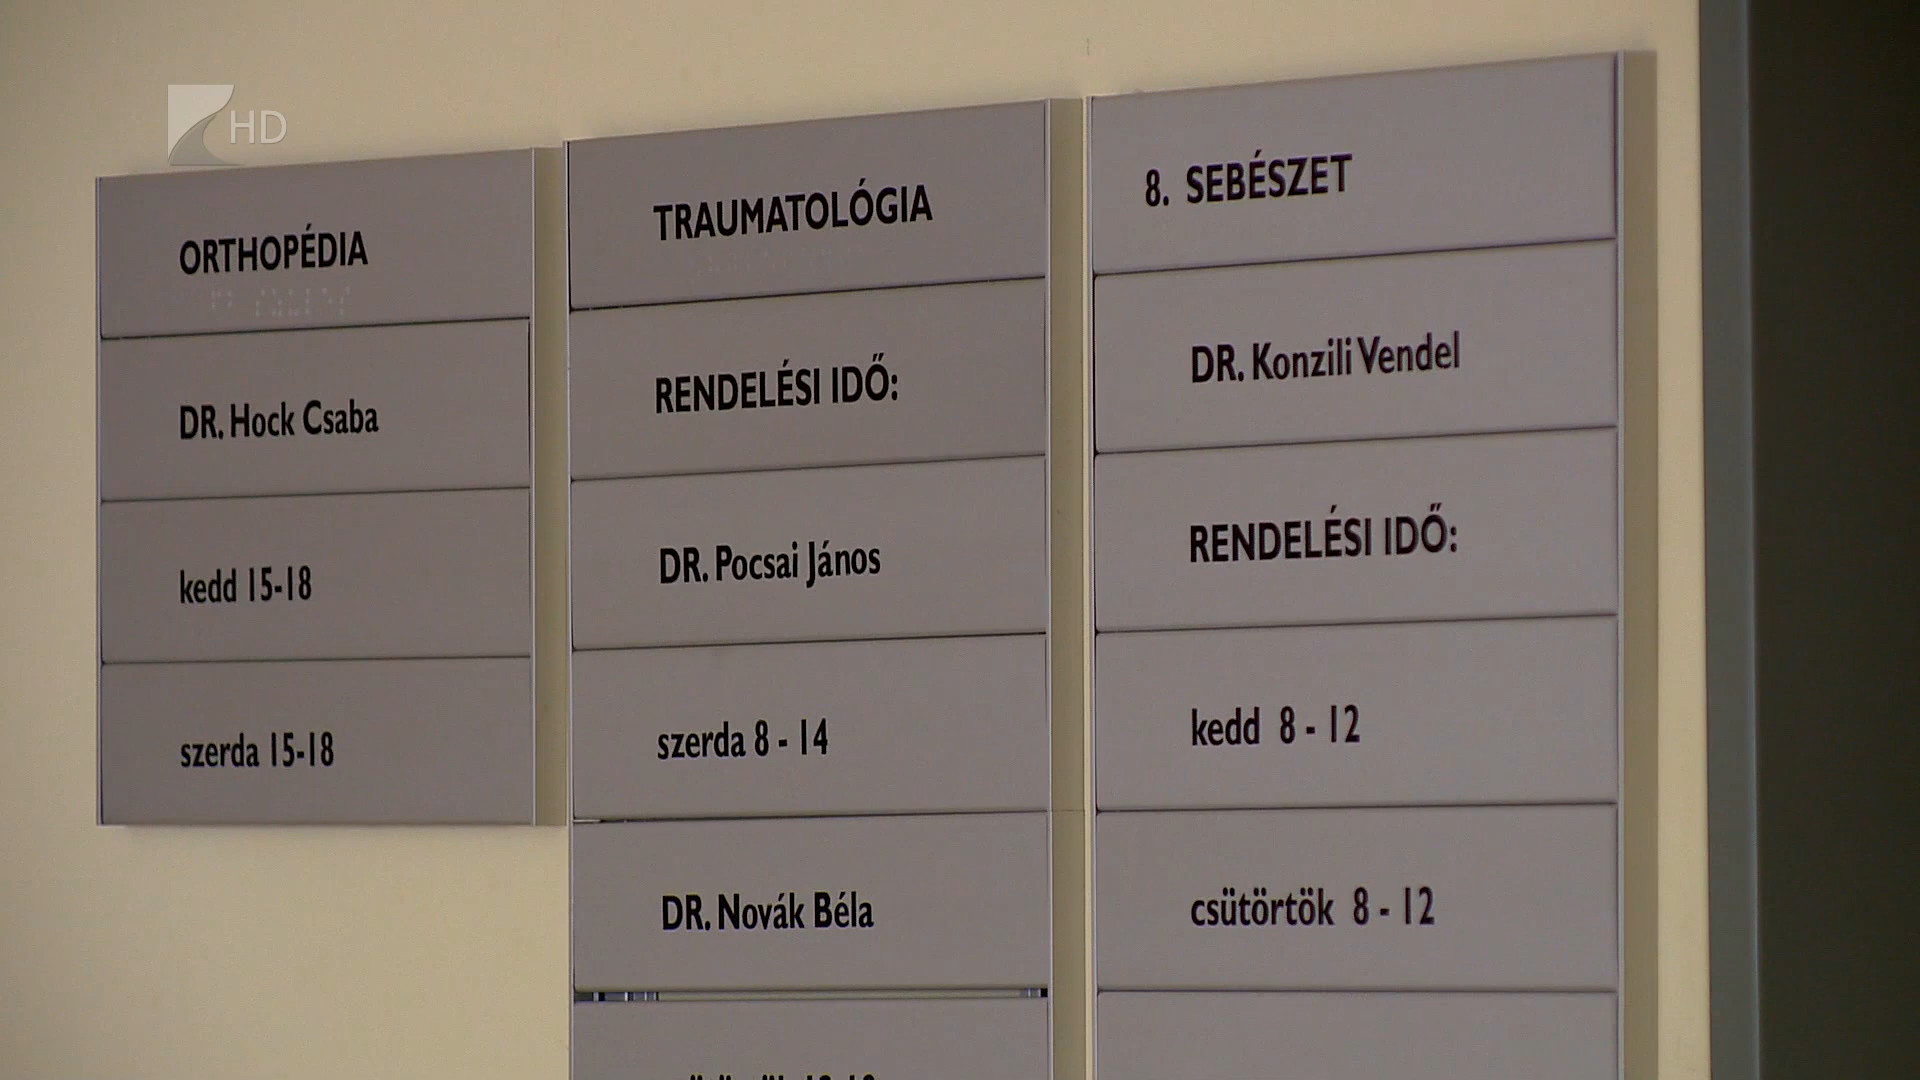 HD
ORTHOPÉDIA
DR. Hock Csaba
kedd 15-18
szerda 15-18
TRAUMATOLÓGIA
RENDELÉSI IDŐ:
DR. Pocsai János
szerda 8 - 14
DR. Novák Béla
8. SEBÉSZET
DR. Konzili Vendel
RENDELÉSI IDŐ:
kedd 8 - 12
csütörtök 8 - 12